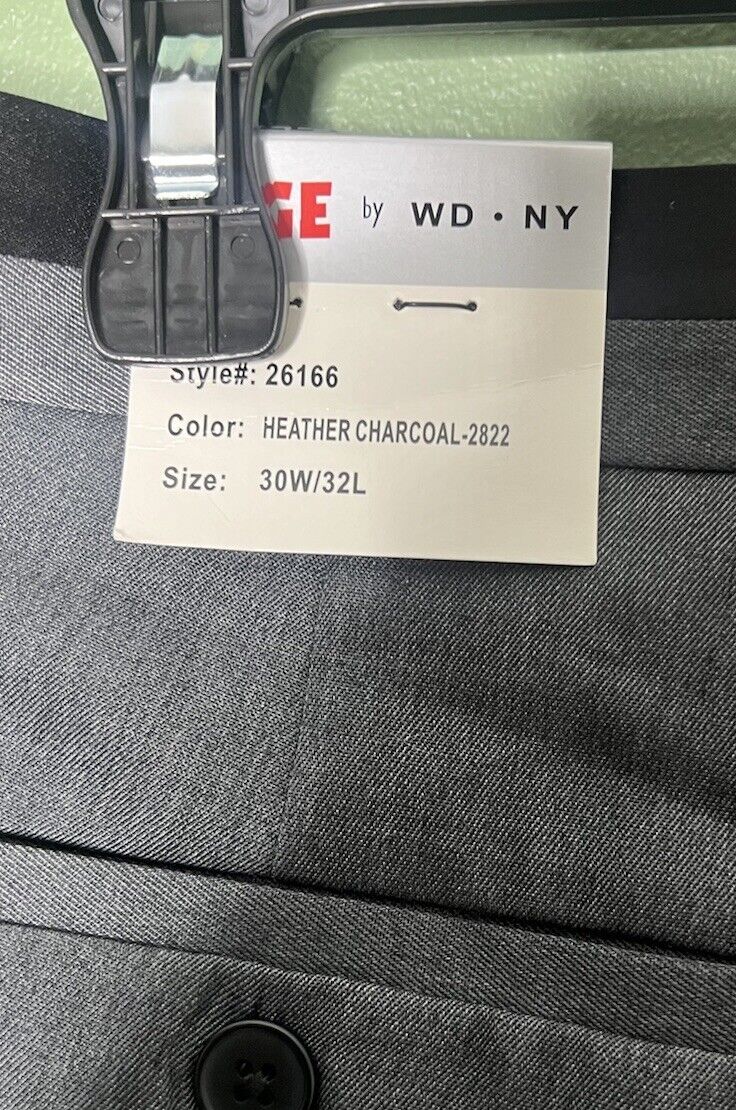 GE by WD • NY
Style#: 26166
Color: HEATHER CHARCOAL-2822
Size: 30W/32L